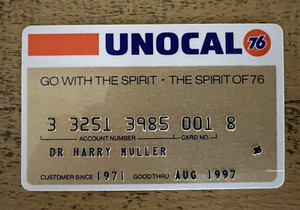 UNOCAL 76
GO WITH THE SPIRIT • THE SPIRIT OF 76
3 3251 3985 001 8
ACCOUNT NUMBER CARD NO.
DR HARRY MULLER
CUSTOMER SINCE 1971 GOOD THRU AUG 1997